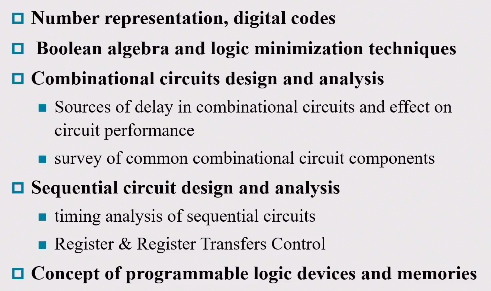 Number representation, digital codes
Boolean algebra and logic minimization techniques
Combinational circuits design and analysis
Sources of delay in combinational circuits and effect on
circuit performance
survey of common combinational circuit components
Sequential circuit design and analysis
timing analysis of sequential circuits
Register & Register Transfers Control
Concept of programmable logic devices and memories